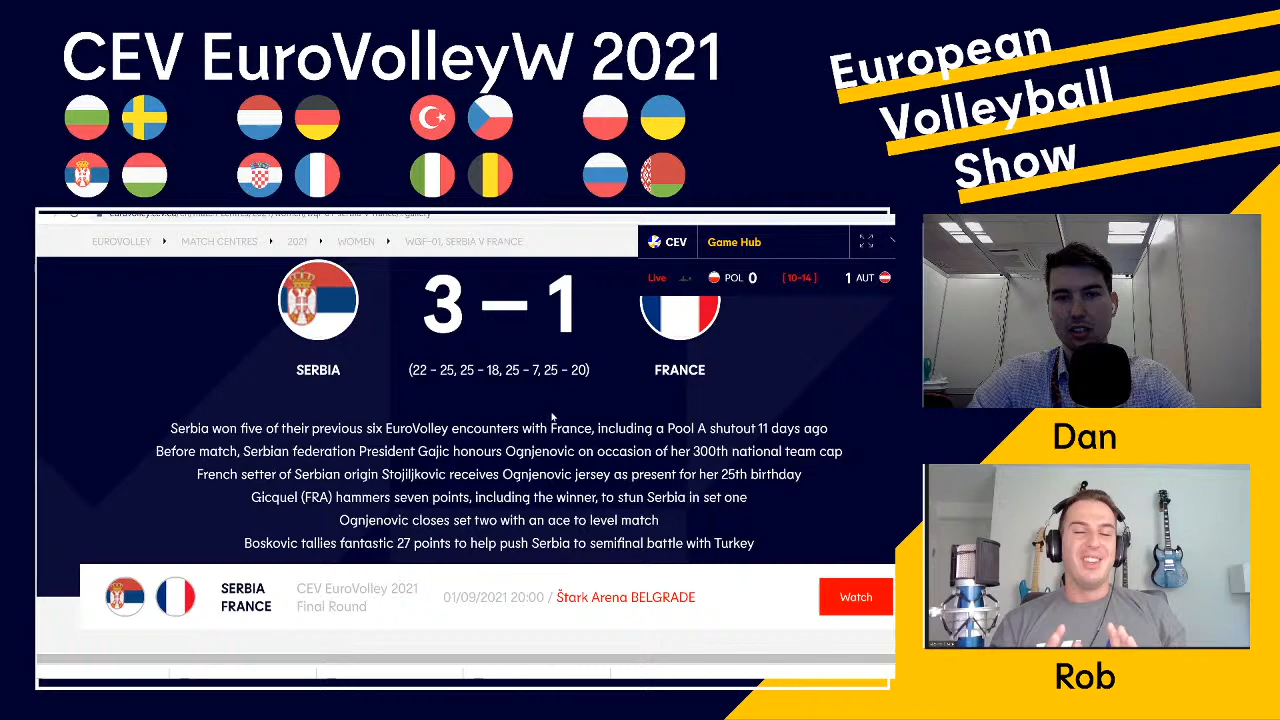 CEV EuroVolleyW 2021
European
Volleyball
Show
EUROVOLLEY
MATCH CENTRES
2021
WOMEN
WGF-01, SERBIA V FRANCE
CEV
Game Hub
Live
POL 0
[10-14]
1 AUT
3 – 1
SERBIA
(22 - 25, 25 - 18, 25 - 7, 25 - 20)
FRANCE
Serbia won five of their previous six EuroVolley encounters with France, including a Pool A shutout 11 days ago
Before match, Serbian federation President Gajic honours Ognjenovic on occasion of her 300th national team cap
French setter of Serbian origin Stojiljkovic receives Ognjenovic jersey as present for her 25th birthday
Gicquel (FRA) hammers seven points, including the winner, to stun Serbia in set one
Ognjenovic closes set two with an ace to level match
Boskovic tallies fantastic 27 points to help push Serbia to semifinal battle with Turkey
SERBIA
FRANCE
CEV EuroVolley 2021
Final Round
01/09/2021 20:00 / Štark Arena BELGRADE
Watch
Dan
Rob